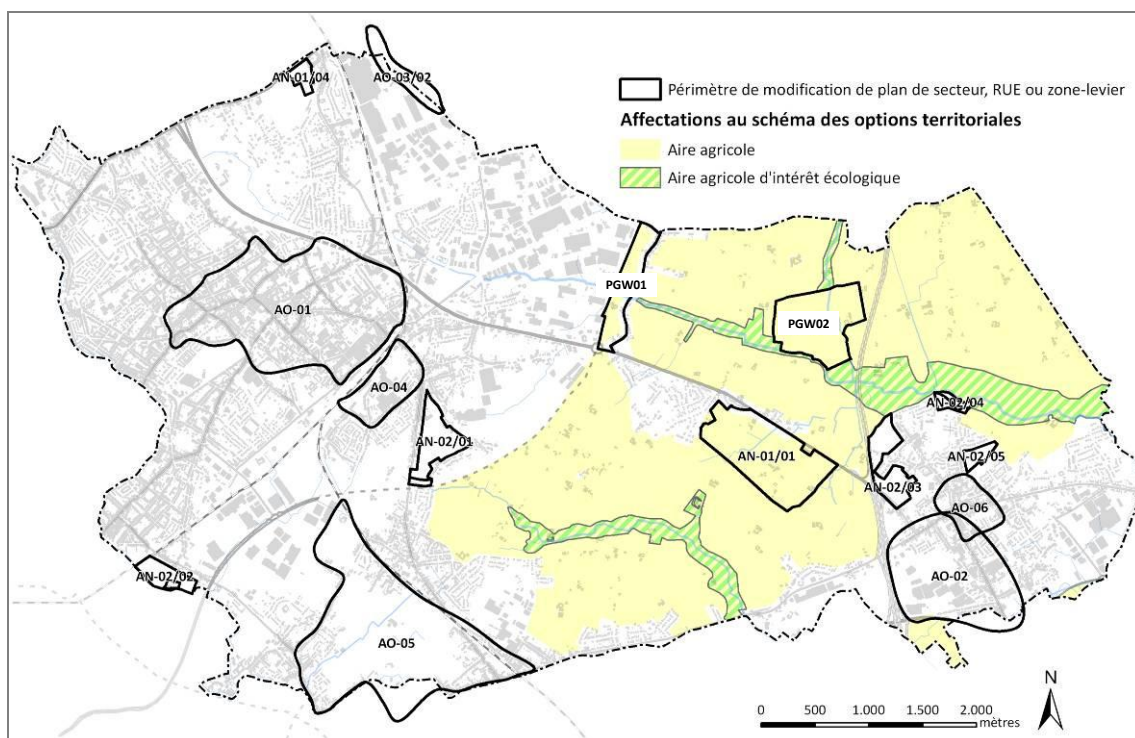 AN-01/04
AO-03/02
Périmètre de modification de plan de secteur, RUE ou zone-levier
Affectations au schéma des options territoriales
Aire agricole
Aire agricole d'intérêt écologique
PGW01
AO-01
PGW02
AO-04
AN-02/04
AN-02/01
AN-01/01
AN-02/05
AN-02/03
AO-06
AN-02/02
AO-02
AO-05
N
0 500 1.000 1.500 2.000
mètres